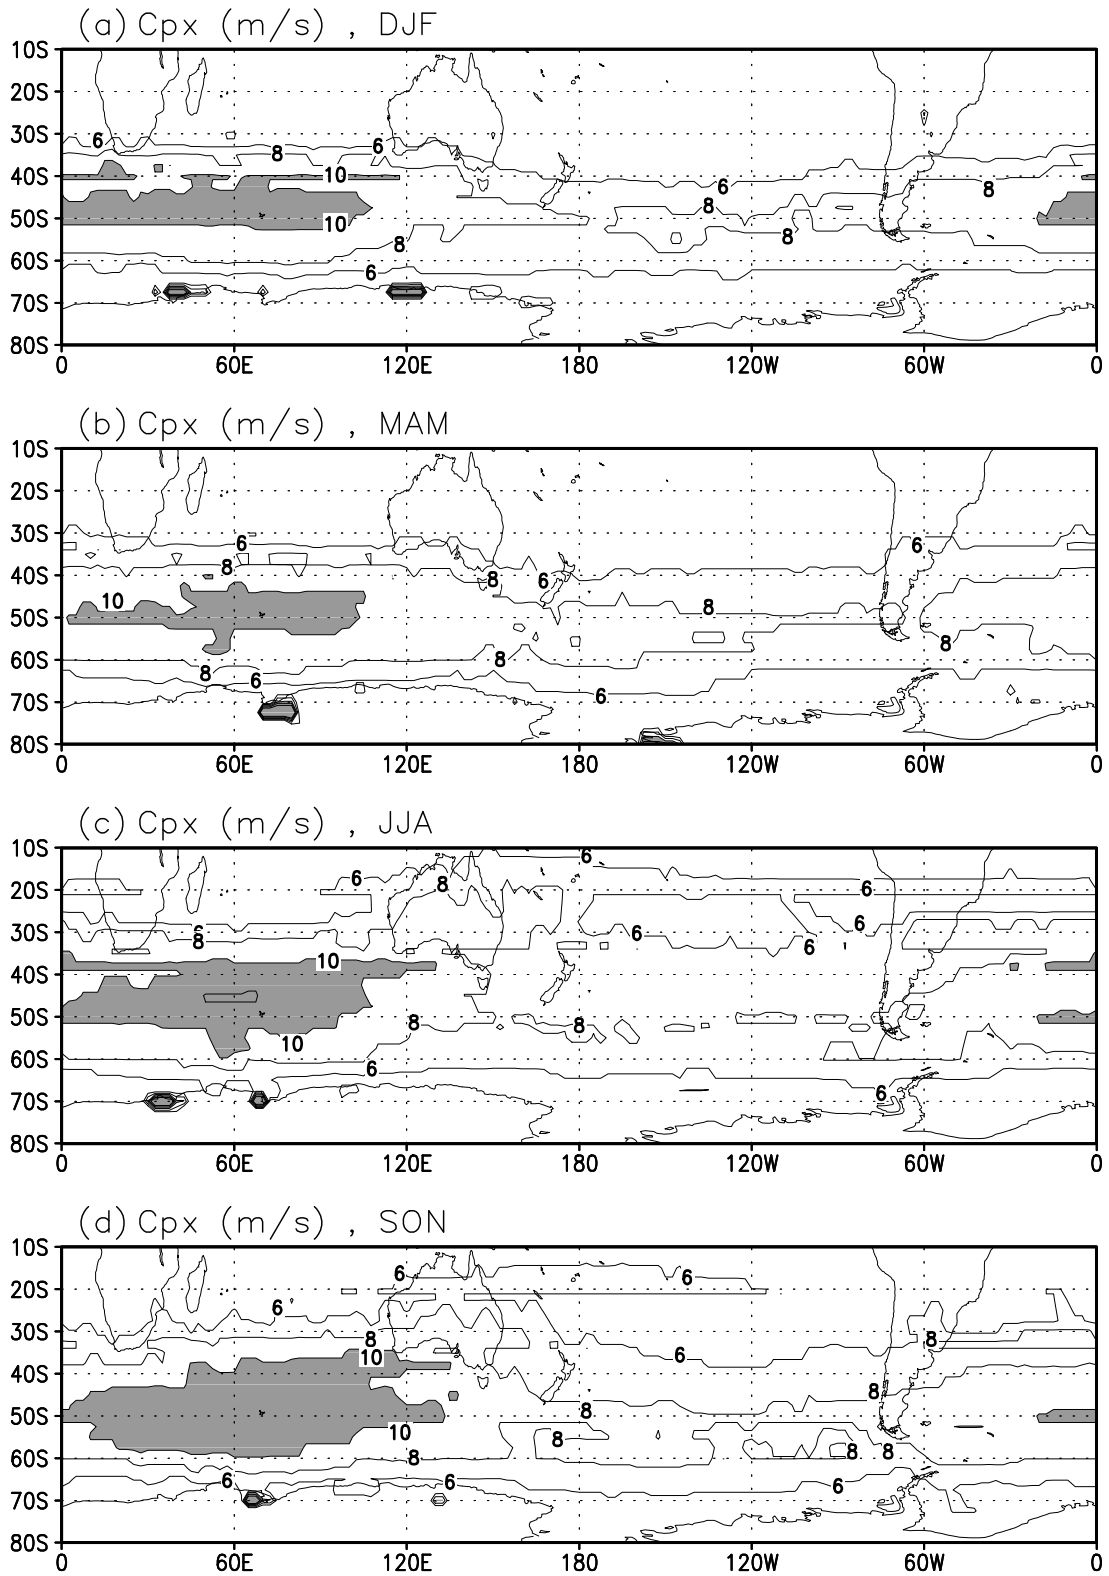 (a) Cpx (m/s) , DJF
10S
20S
30S
6 6
8
40S 10
6
8 8
50S 10
8 8
60S
6
70S
80S
0 60E 120E 180 120W 60W 0
(b) Cpx (m/s) , MAM
10S
20S
30S
6 6
8
40S 8 6
10
8
50S
8
60S 8
8 6
6
70S
80S
0 60E 120E 180 120W 60W 0
(c) Cpx (m/s) , JJA
10S
6
6
8
20S 6
6
30S 6 6
8
6
10
40S
50S 8 8
10
60S
6
6
70S
80S
0 60E 120E 180 120W 60W 0
(d) Cpx (m/s) , SON
10S
6 6
20S
6
30S
8 8
10 6
40S
8
8
50S
10
8
8 8 8
60S
6 6 6
70S
80S
0 60E 120E 180 120W 60W 0